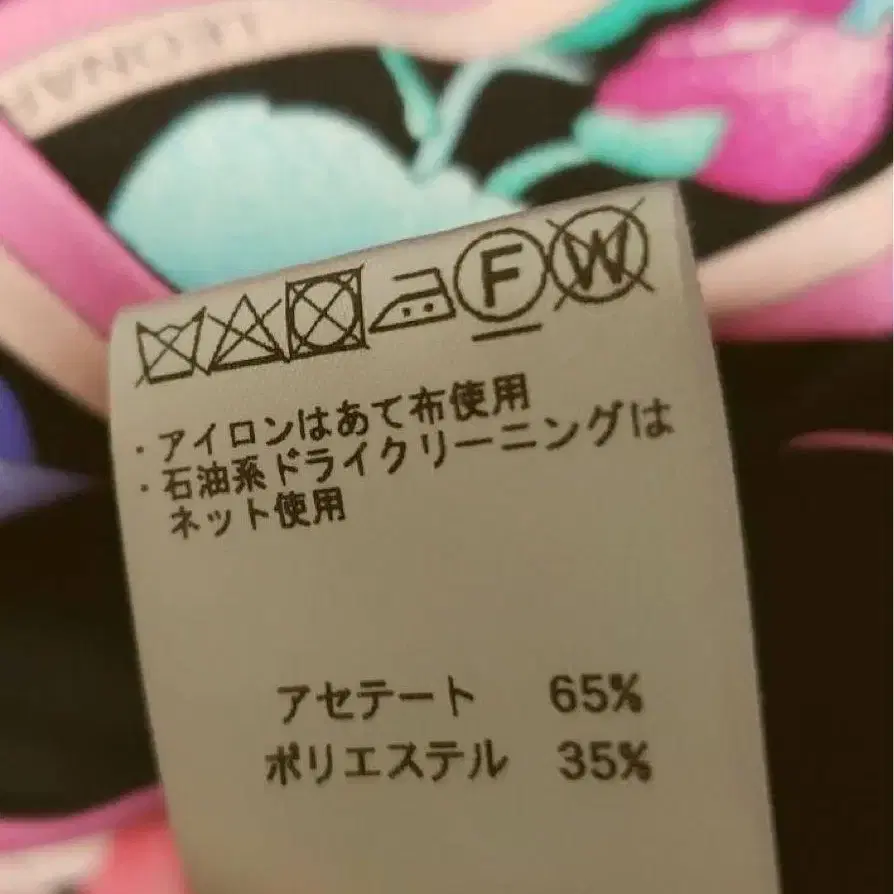 LEONAR
F W
・アイロンはあて布使用
・石油系ドライクリーニングは
ネット使用
アセテート 65%
ポリエステル 35%